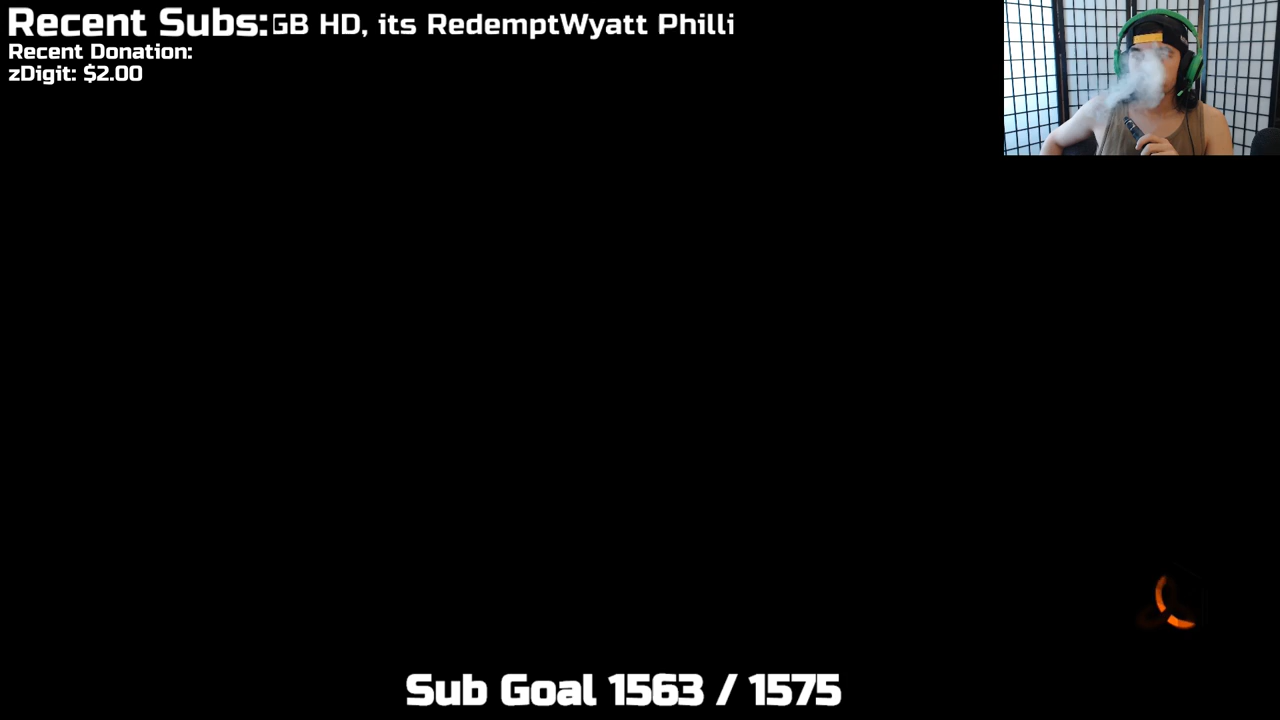 Recent Subs: GB HD, its RedemptWyatt Philli
Recent Donation:
zDigit: $2.00
Sub Goal 1563 / 1575